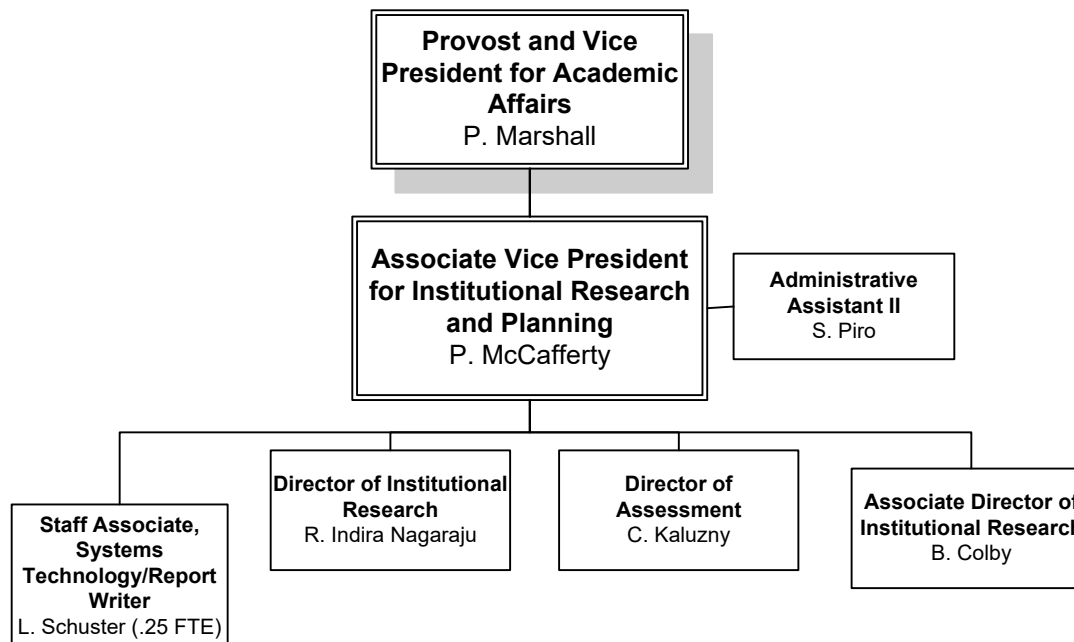 Provost and Vice
President for Academic
Affairs
P. Marshall
Associate Vice President
for Institutional Research
and Planning
P. McCafferty
Administrative
Assistant II
S. Piro
Staff Associate,
Systems
Technology/Report
Writer
L. Schuster (.25 FTE)
Director of Institutional
Research
R. Indira Nagaraju
Director of
Assessment
C. Kaluzny
Associate Director of
Institutional Research
B. Colby